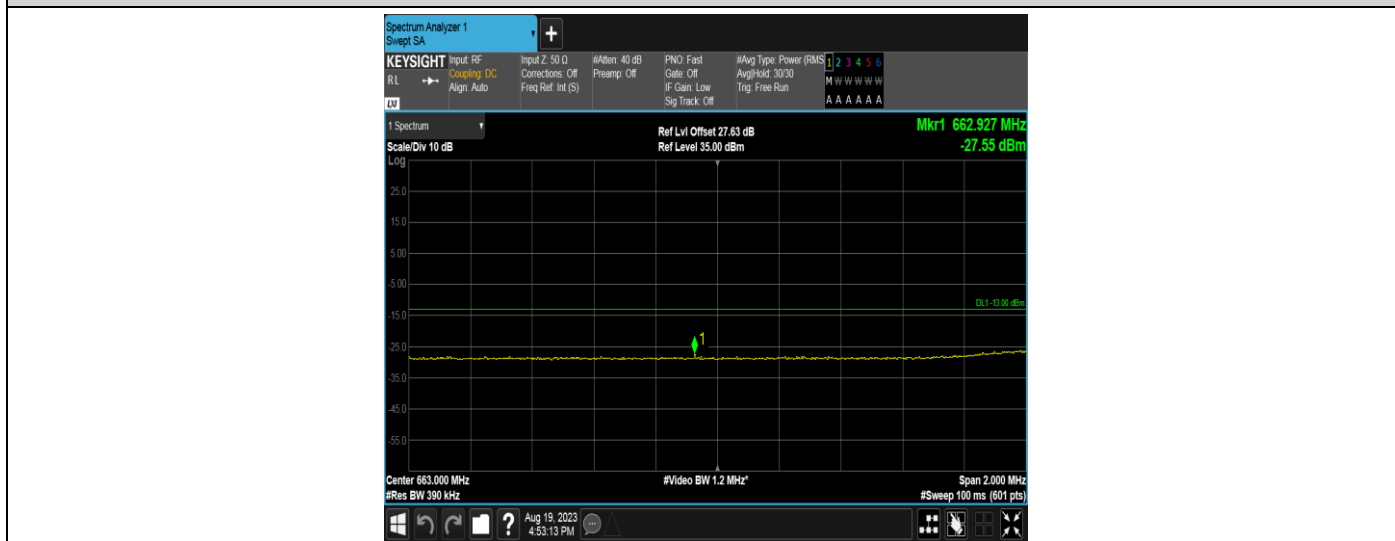 Spectrum Analyzer 1
Swept SA
+
KEYSIGHT
RL
LXI
Input: RF
Coupling: DC
Align: Auto
Input Z: 50 Ω
Corrections: Off
Freq Ref: Int (S)
#Atten: 40 dB
Preamp: Off
PNO: Fast
Gate: Off
IF Gain: Low
Sig Track: Off
#Avg Type: Power (RMS
Avg|Hold: 30/30
Trig: Free Run
1 2 3 4 5 6
M W W W W W
A A A A A A
1 Spectrum
Scale/Div 10 dB
Ref Lvl Offset 27.63 dB
Ref Level 35.00 dBm
Mkr1 662.927 MHz
-27.55 dBm
Log
25.0
15.0
5.00
-5.00
DL1 -13.00 dBm
-15.0
1
-25.0
-35.0
-45.0
-55.0
Center 663.000 MHz
#Res BW 390 kHz
#Video BW 1.2 MHz*
Span 2.000 MHz
#Sweep 100 ms (601 pts)
?
Aug 19, 2023
4:53:13 PM